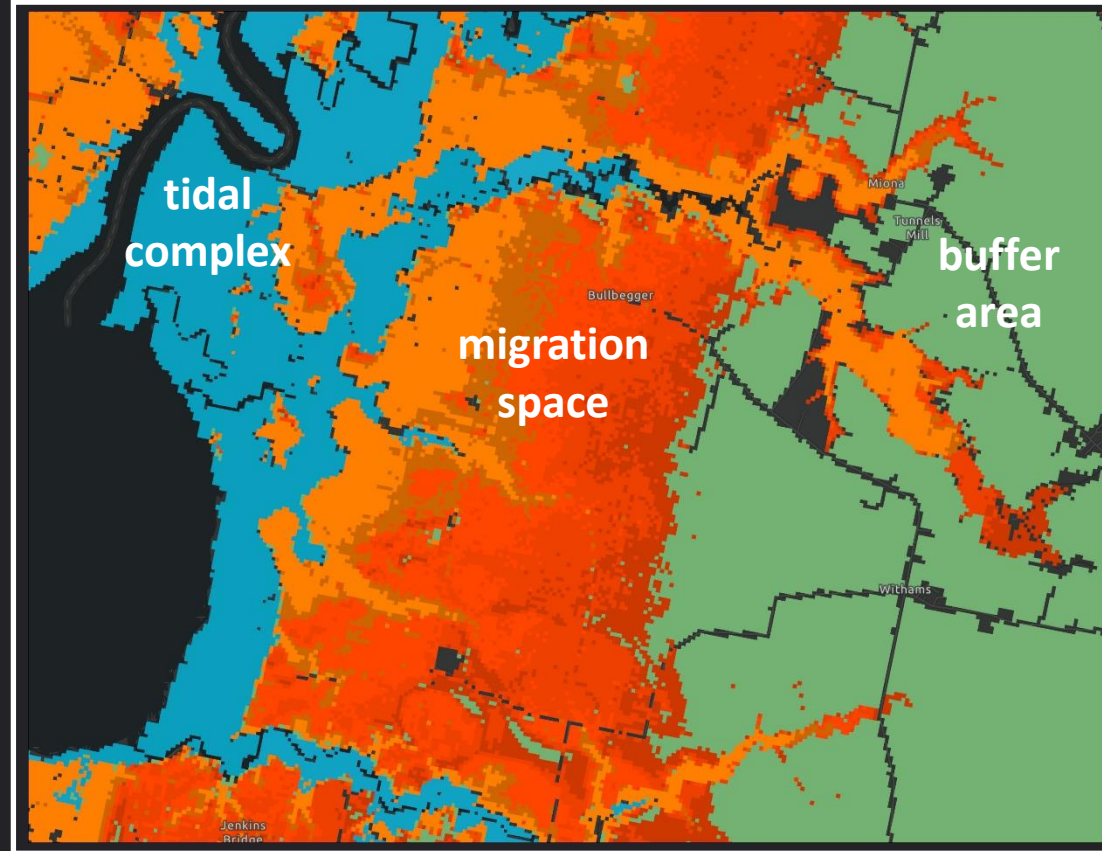 tidal
complex
Miona
Tunnels
Mill
buffer
area
Bullbegger
migration
space
Withams
Jenkins
Bridge